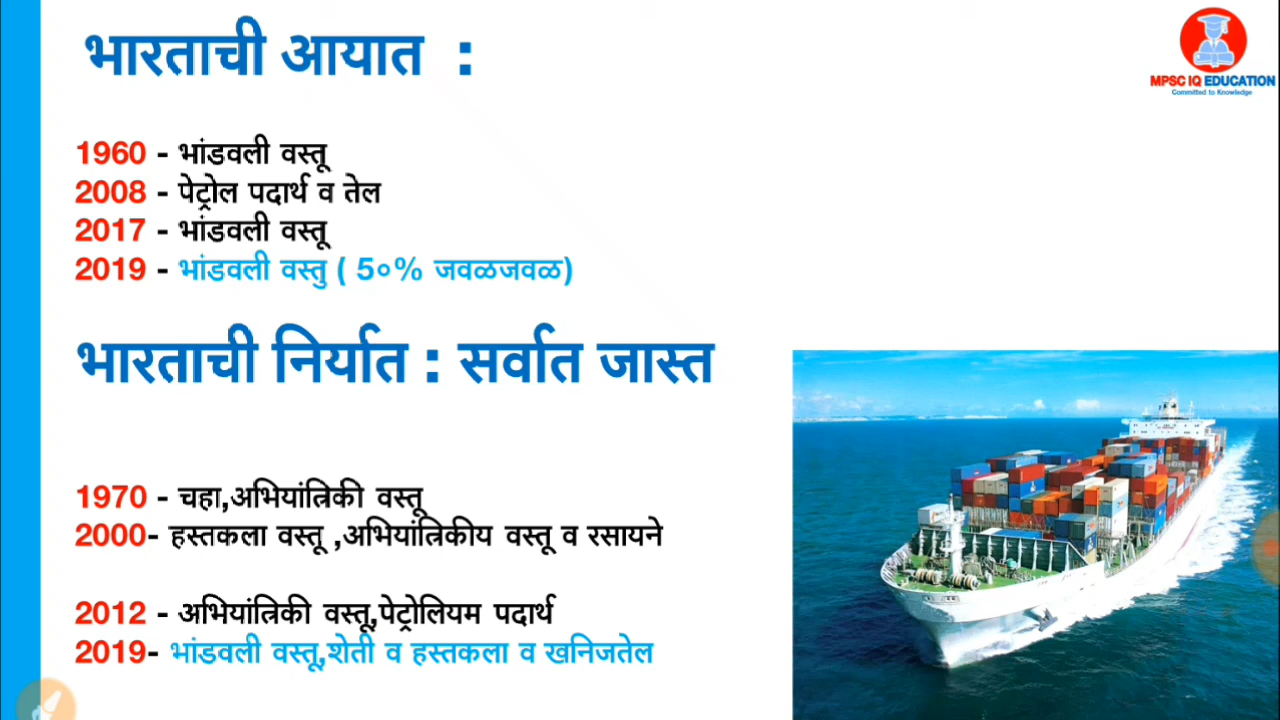 भारताची आयात :
MPSC IQ EDUCATION
Committed to Knowledge
1960 - भांडवली वस्तू
2008 - पेट्रोल पदार्थ व तेल
2017 - भांडवली वस्तू
2019 - भांडवली वस्तु ( 5०% जवळजवळ)
भारताची निर्यात : सर्वात जास्त
1970 - चहा,अभियांत्रिकी वस्तू
2000- हस्तकला वस्तू ,अभियांत्रिकीय वस्तू व रसायने
2012 - अभियांत्रिकी वस्तू,पेट्रोलियम पदार्थ
2019- भांडवली वस्तू,शेती व हस्तकला व खनिजतेल